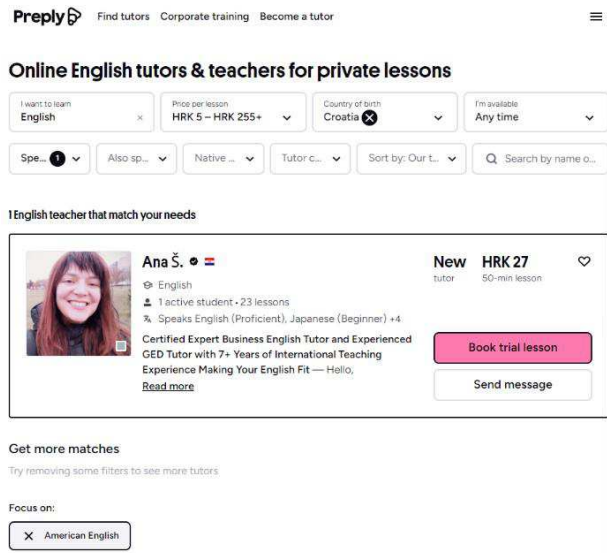 Preply Find tutors Corporate training Become a tutor
Online English tutors & teachers for private lessons
I want to learn
English ×
Price per lesson
HRK 5 – HRK 255+
Country of birth
Croatia
I'm available
Any time
Spe... 1
Also sp...
Native ...
Tutor c...
Sort by: Our t...
Search by name o...
1 English teacher that match your needs
Ana Š.
English
1 active student • 23 lessons
Speaks English (Proficient), Japanese (Beginner) +4
Certified Expert Business English Tutor and Experienced
GED Tutor with 7+ Years of International Teaching
Experience Making Your English Fit — Hello,
Read more
New
tutor
HRK 27
50-min lesson
Book trial lesson
Send message
Get more matches
Try removing some filters to see more tutors
Focus on:
× American English